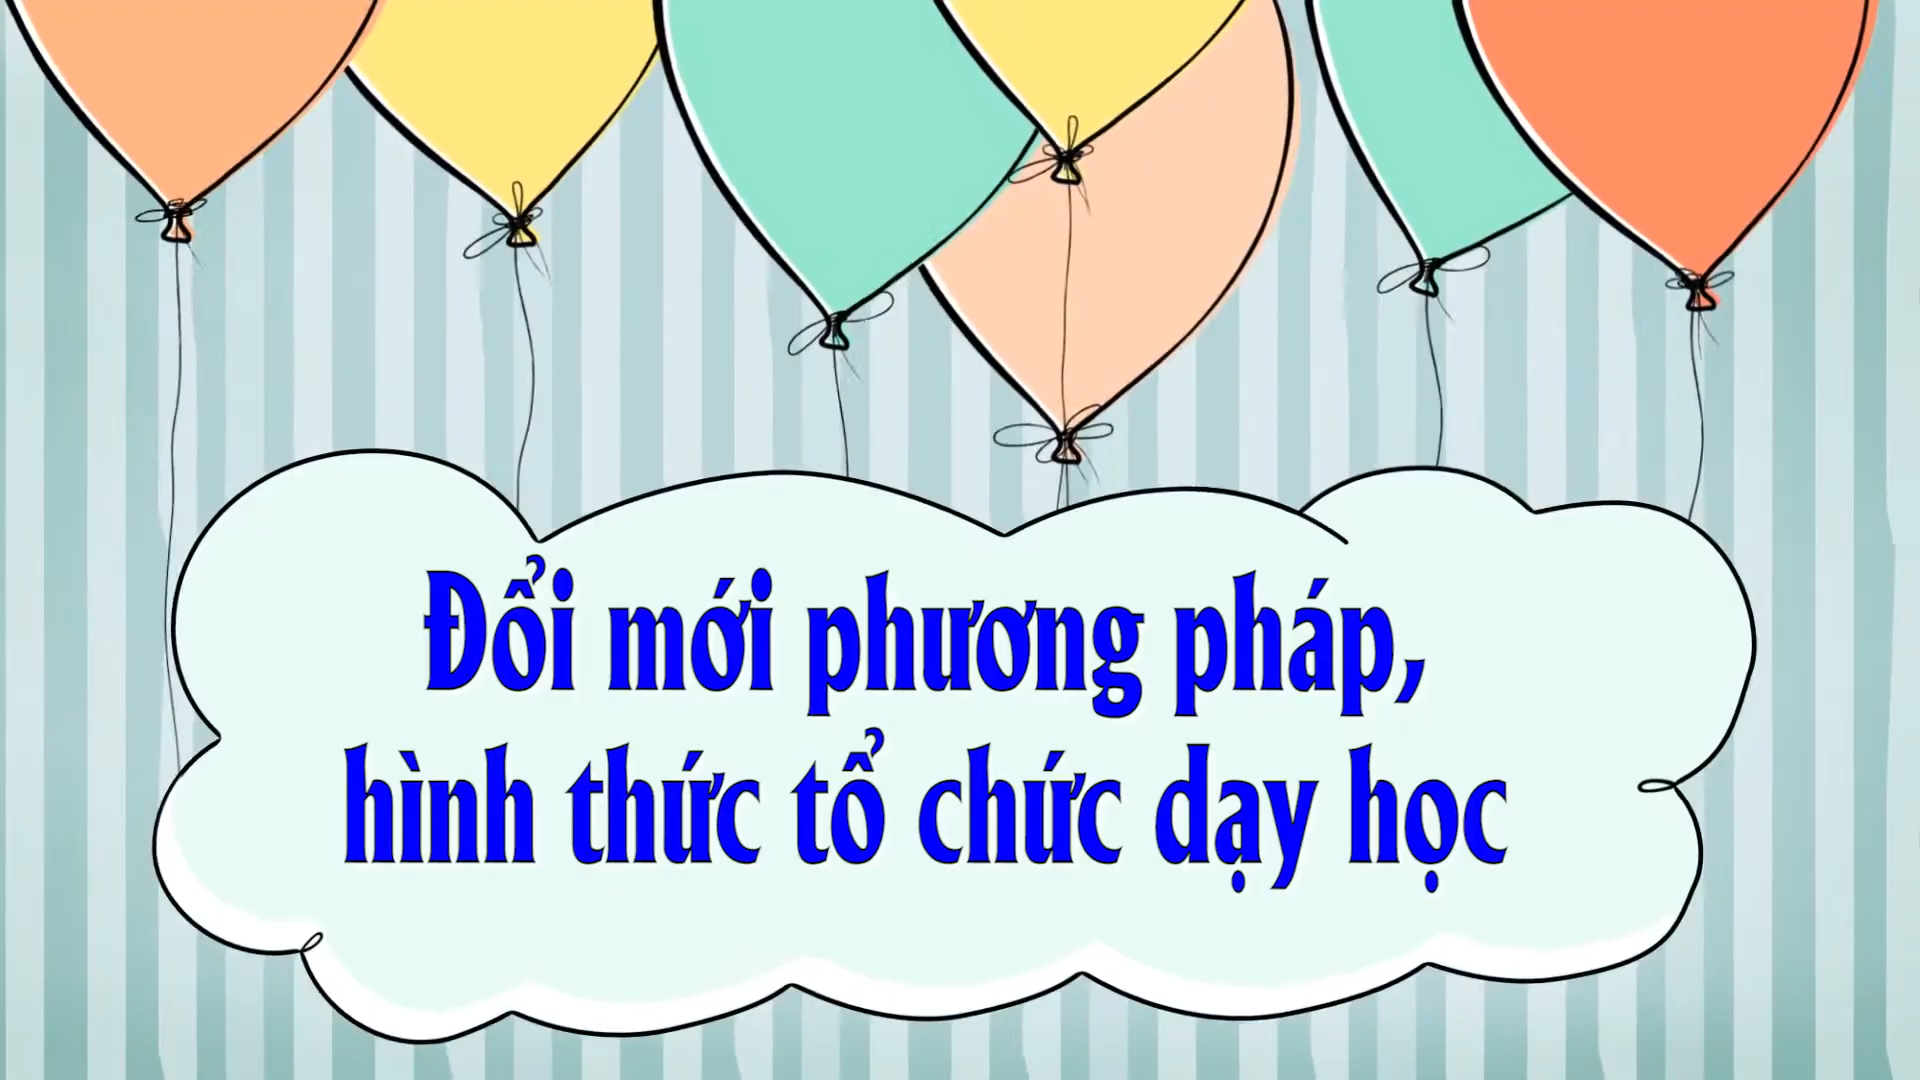 Đổi mới phương pháp,
hình thức tổ chức dạy học